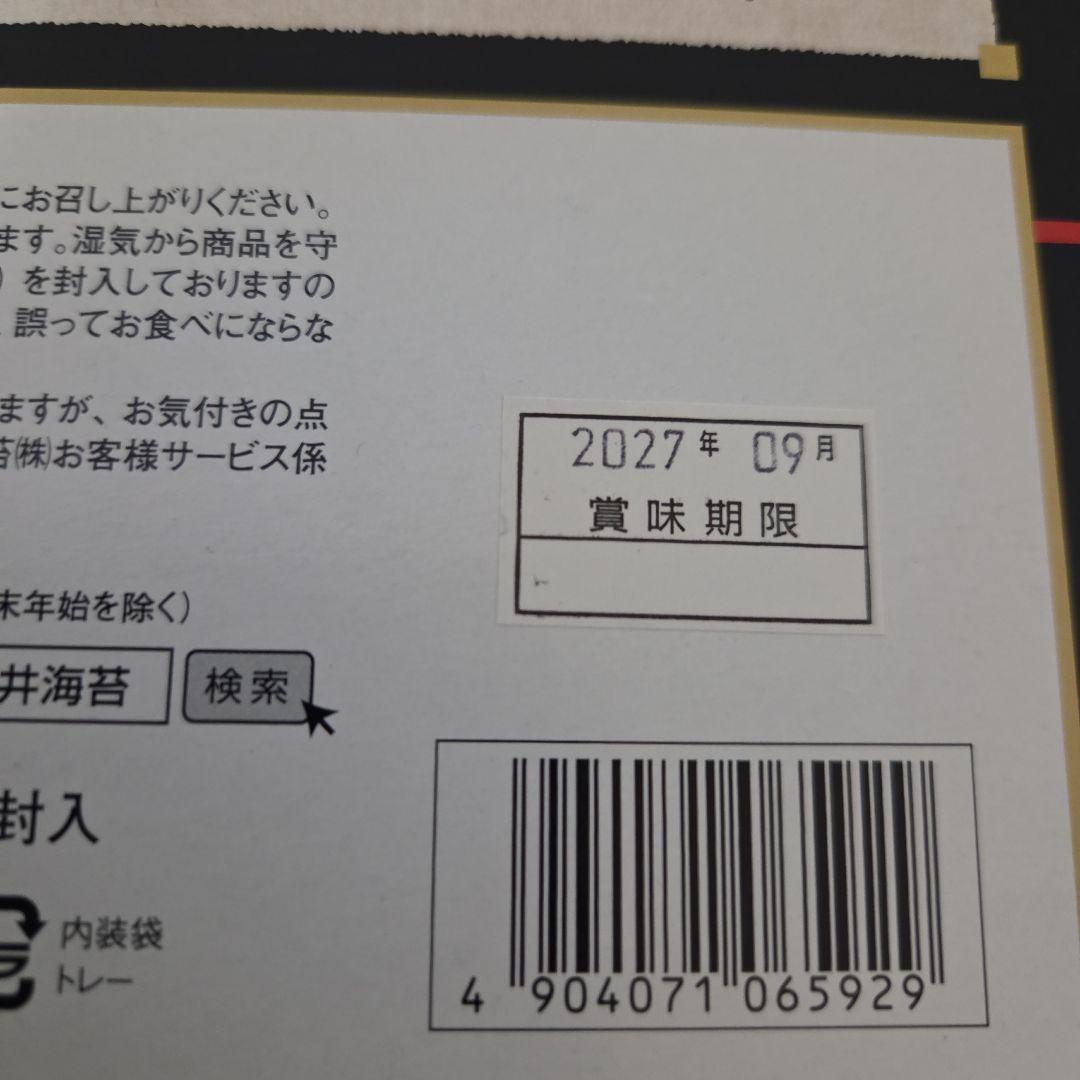 にお召し上がりください。
ます。湿気から商品を守
）を封入しておりますの
誤ってお食べにならな
ますが、お気付きの点
苔㈱お客様サービス係
末年始を除く）
井海苔 検索
封入
内装袋
トレー
2027年 09月
賞味期限
4 904071 065929